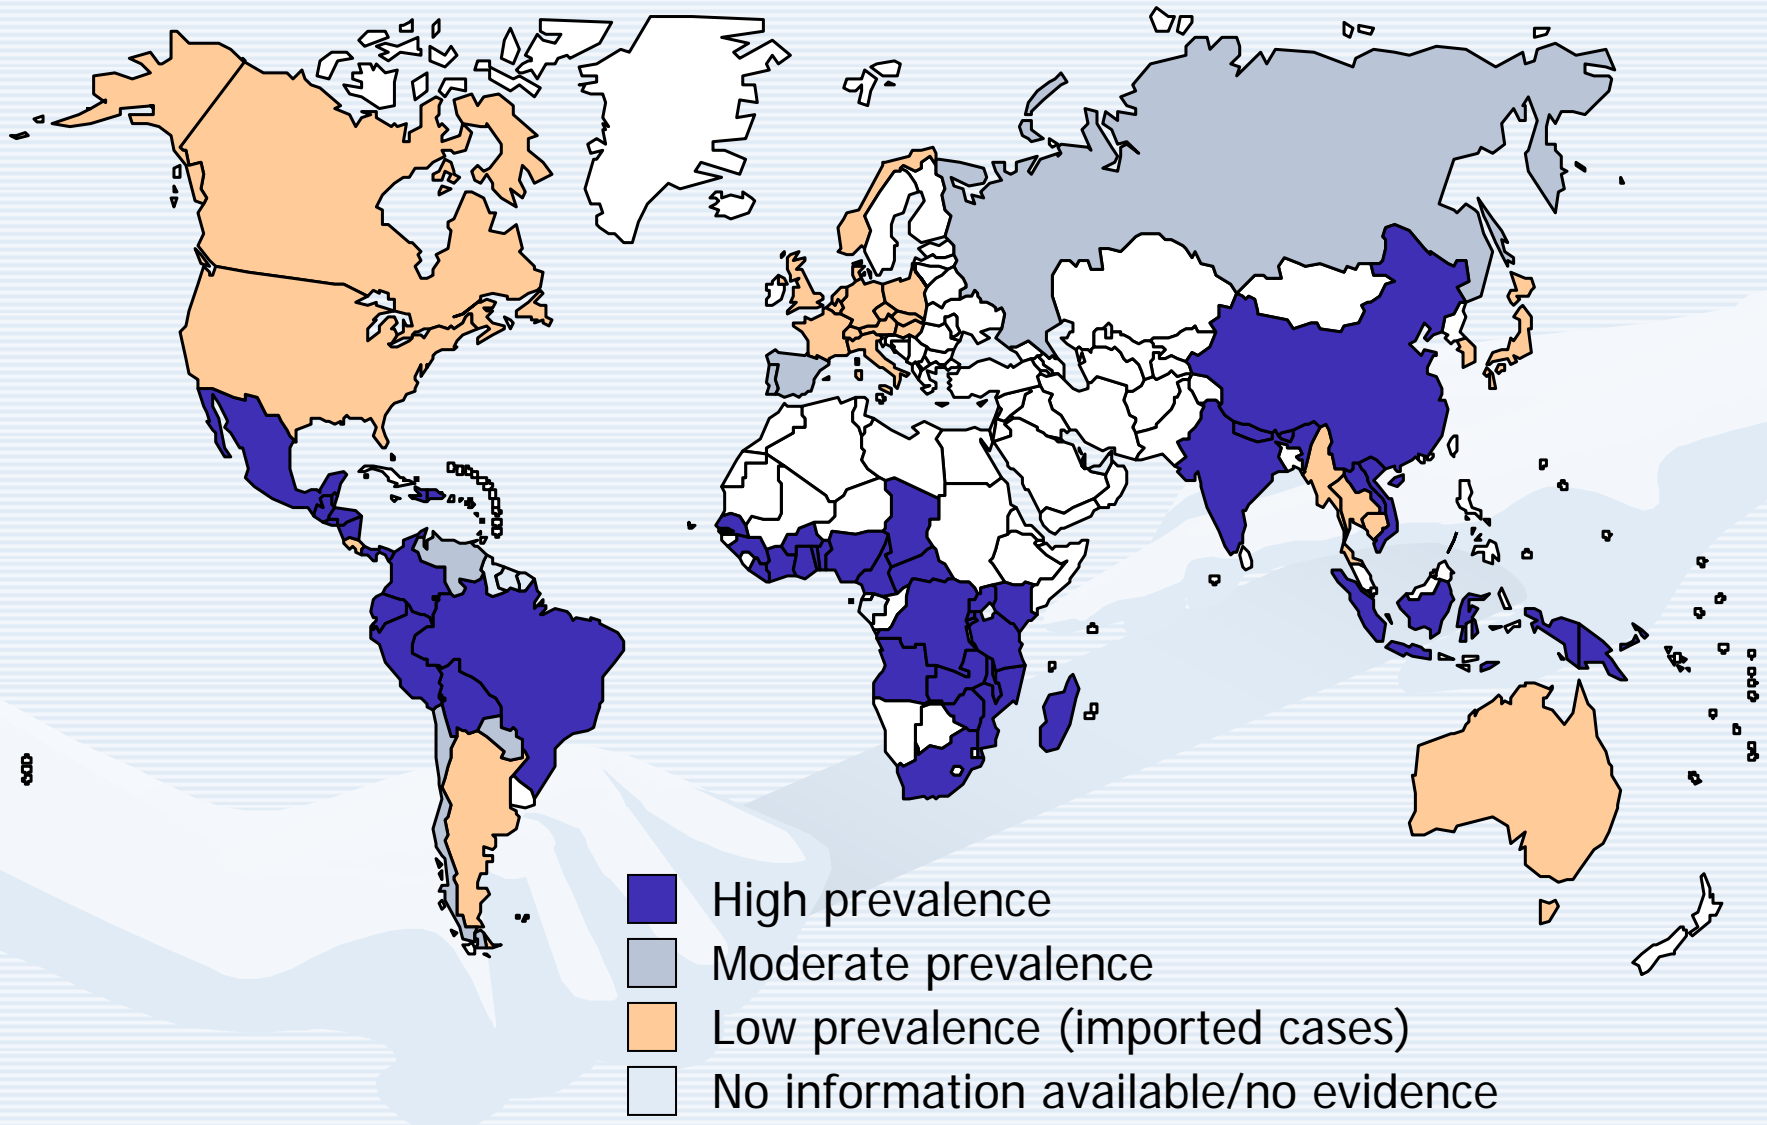 High prevalence
Moderate prevalence
Low prevalence (imported cases)
No information available/no evidence